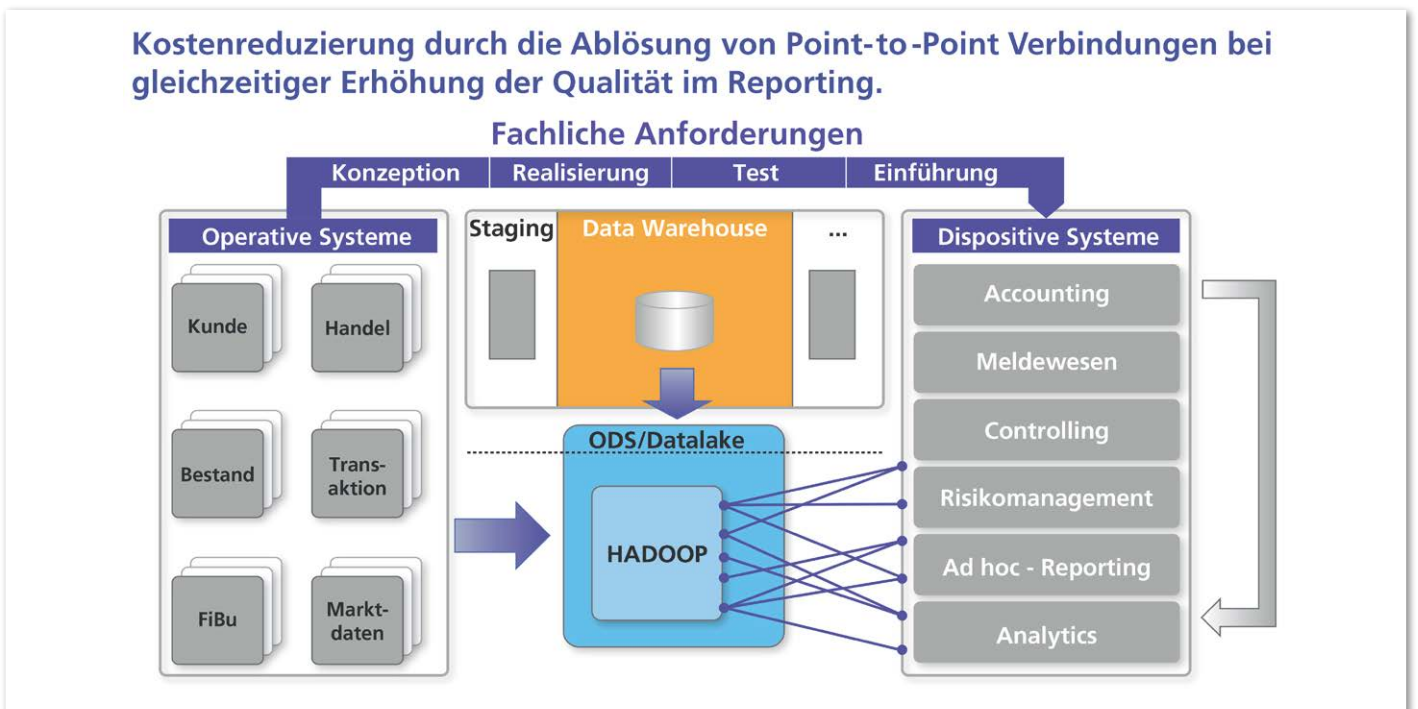 Kostenreduzierung durch die Ablösung von Point-to-Point Verbindungen bei
gleichzeitiger Erhöhung der Qualität im Reporting.
Fachliche Anforderungen
Konzeption
Realisierung
Test
Einführung
Operative Systeme
Kunde
Handel
Bestand
Trans-
aktion
FiBu
Markt-
daten
Staging
Data Warehouse
...
ODS/Datalake
HADOOP
Dispositive Systeme
Accounting
Meldewesen
Controlling
Risikomanagement
Ad hoc - Reporting
Analytics